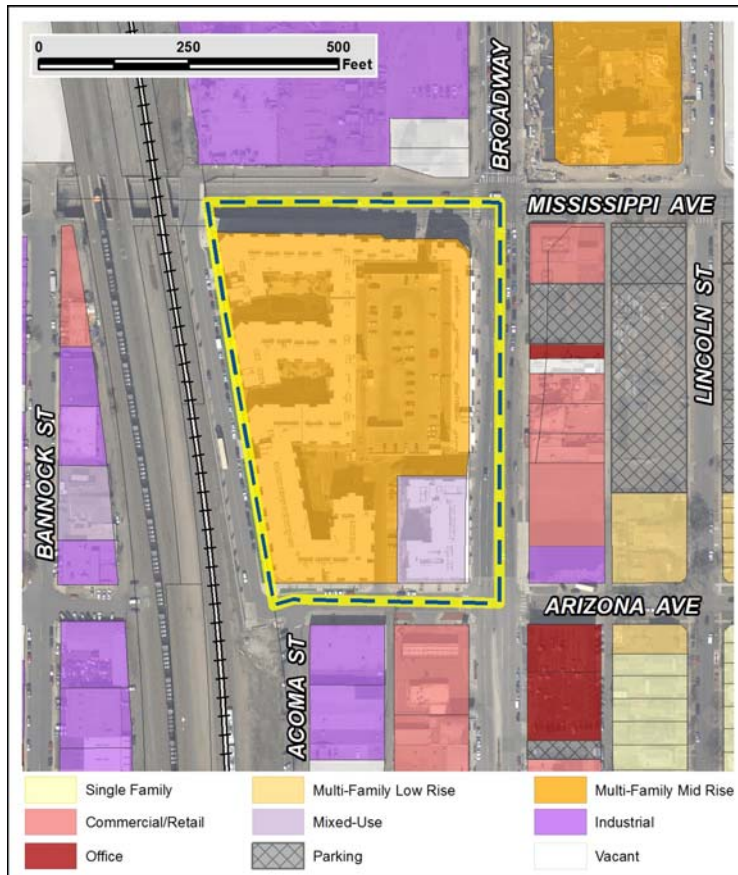 0 250 500
Feet
BROADWAY
MISSISSIPPI AVE
LINCOLN ST
BANNOCK ST
ARIZONA AVE
ACOMA ST
Single Family Multi-Family Low Rise Multi-Family Mid Rise
Commercial/Retail Mixed-Use Industrial
Office Parking Vacant